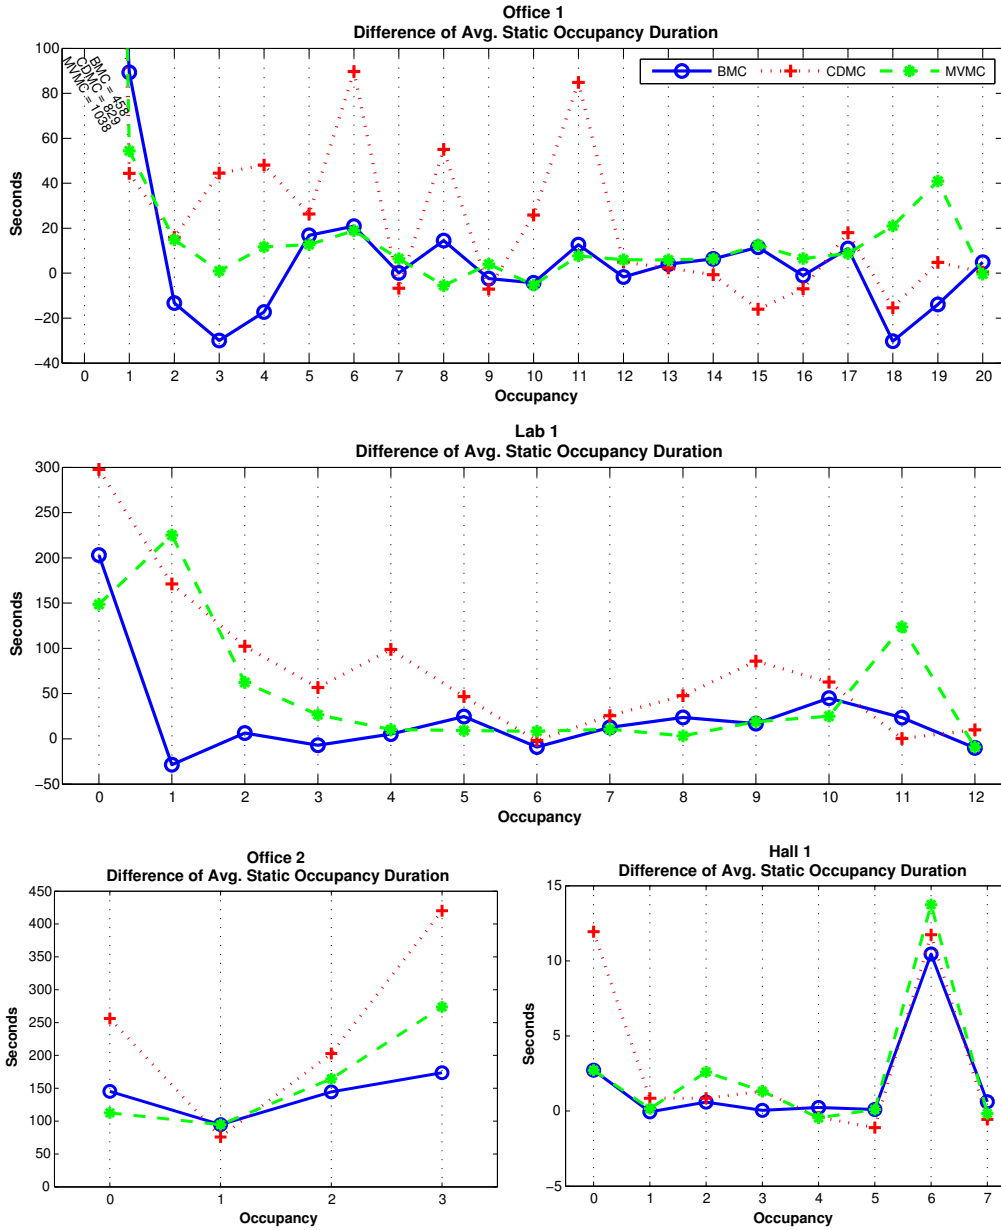 Office 1
Difference of Avg. Static Occupancy Duration
BMC CDMC MVMC
BMC = 458
CDMC = 829
MVMC = 1038
100
80
60
40
20
0
−20
−40
Seconds
0 1 2 3 4 5 6 7 8 9 10 11 12 13 14 15 16 17 18 19 20
Occupancy
Lab 1
Difference of Avg. Static Occupancy Duration
300
250
200
150
100
50
0
−50
Seconds
0 1 2 3 4 5 6 7 8 9 10 11 12
Occupancy
Office 2
Difference of Avg. Static Occupancy Duration
450
400
350
300
250
200
150
100
50
0
Seconds
0 1 2 3
Occupancy
Hall 1
Difference of Avg. Static Occupancy Duration
15
10
5
0
−5
Seconds
0 1 2 3 4 5 6 7
Occupancy